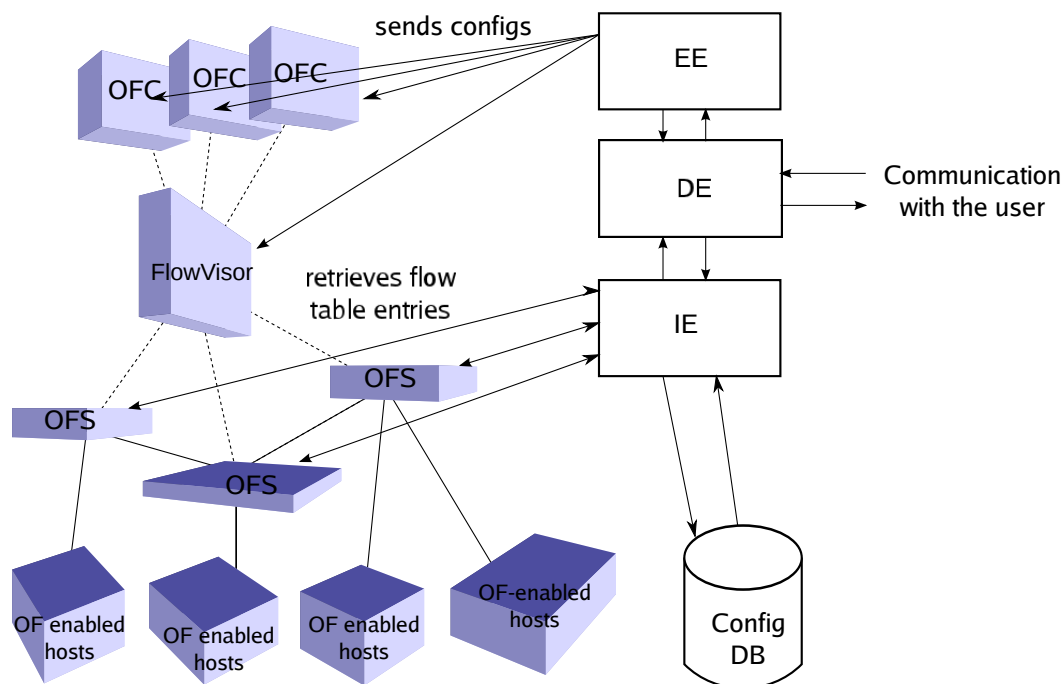 sends configs
OFC
OFC
OFC
EE
DE
Communication
with the user
FlowVisor
retrieves flow
table entries
IE
OFS
OFS
OFS
OF enabled
hosts
OF enabled
hosts
OF enabled
hosts
OF-enabled
hosts
Config
DB